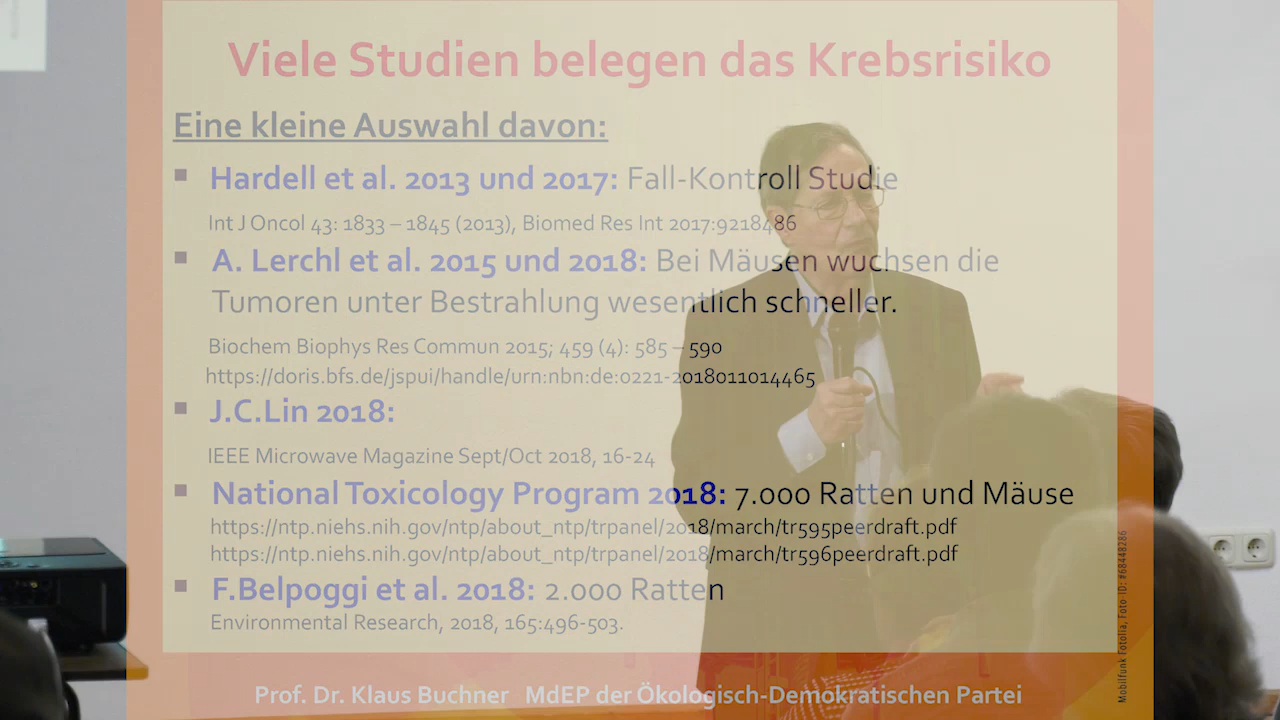 Viele Studien belegen das Krebsrisiko
Eine kleine Auswahl davon:
▪ Hardell et al. 2013 und 2017: Fall-Kontroll Studie
Int J Oncol 43: 1833 – 1845 (2013), Biomed Res Int 2017:9218486
▪ A. Lerchl et al. 2015 und 2018: Bei Mäusen wuchsen die
Tumoren unter Bestrahlung wesentlich schneller.
Biochem Biophys Res Commun 2015; 459 (4): 585 – 590
https://doris.bfs.de/jspui/handle/urn:nbn:de:0221-2018011014465
▪ J.C.Lin 2018:
IEEE Microwave Magazine Sept/Oct 2018, 16-24
▪ National Toxicology Program 2018: 7.000 Ratten und Mäuse
https://ntp.niehs.nih.gov/ntp/about_ntp/trpanel/2018/march/tr595peerdraft.pdf
https://ntp.niehs.nih.gov/ntp/about_ntp/trpanel/2018/march/tr596peerdraft.pdf
▪ F.Belpoggi et al. 2018: 2.000 Ratten
Environmental Research, 2018, 165:496-503.
Mobilfunk Fotolia, Foto ID: #68448286
Prof. Dr. Klaus Buchner MdEP der Ökologisch-Demokratischen Partei